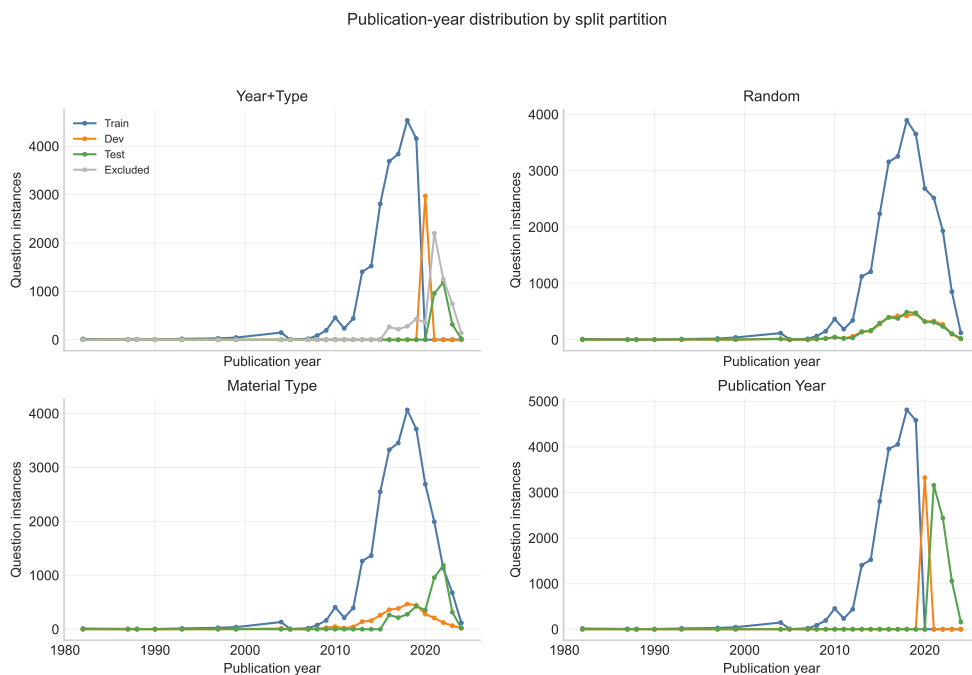 Publication-year distribution by split partition
Year+Type
Question instances
4000
3000
2000
1000
0
Train
Dev
Test
Excluded
Publication year
Random
Question instances
4000
3000
2000
1000
0
Publication year
Material Type
Question instances
4000
3000
2000
1000
0
1980 1990 2000 2010 2020
Publication year
Publication Year
Question instances
5000
4000
3000
2000
1000
0
1980 1990 2000 2010 2020
Publication year